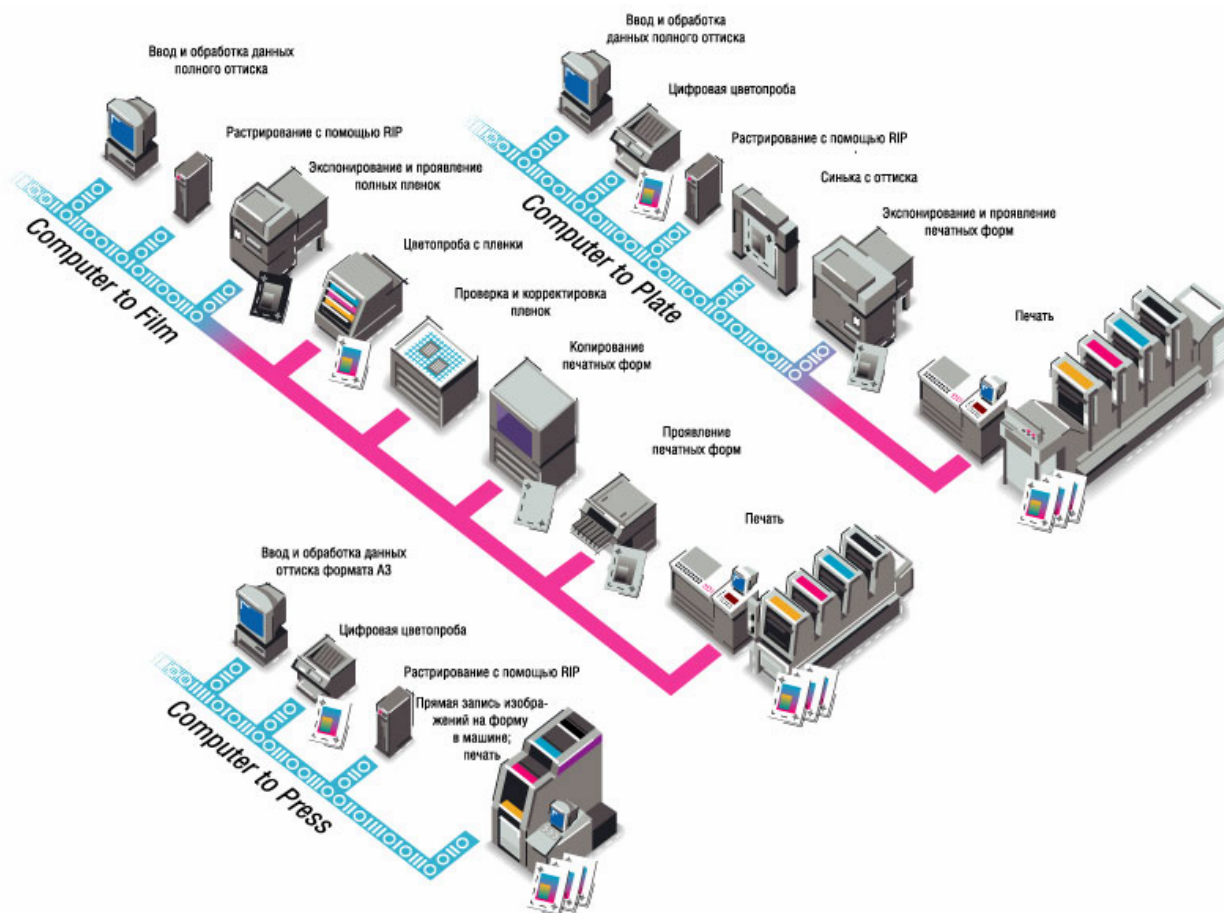 Ввод и обработка данных
полного оттиска
Растрирование с помощью RIP
Экспонирование и проявление
полных пленок
Цветопроба с пленки
Проверка и корректировка
пленок
Копирование
печатных форм
Проявление
печатных форм
Печать
Computer to Film
Ввод и обработка
данных полного оттиска
Цифровая цветопроба
Растрирование с помощью RIP
Синька с оттиска
Экспонирование и проявление
печатных форм
Печать
Computer to Plate
Ввод и обработка данных
оттиска формата А3
Цифровая цветопроба
Растрирование с помощью RIP
Прямая запись изобра-
жений на форму
в машине;
печать
Computer to Press